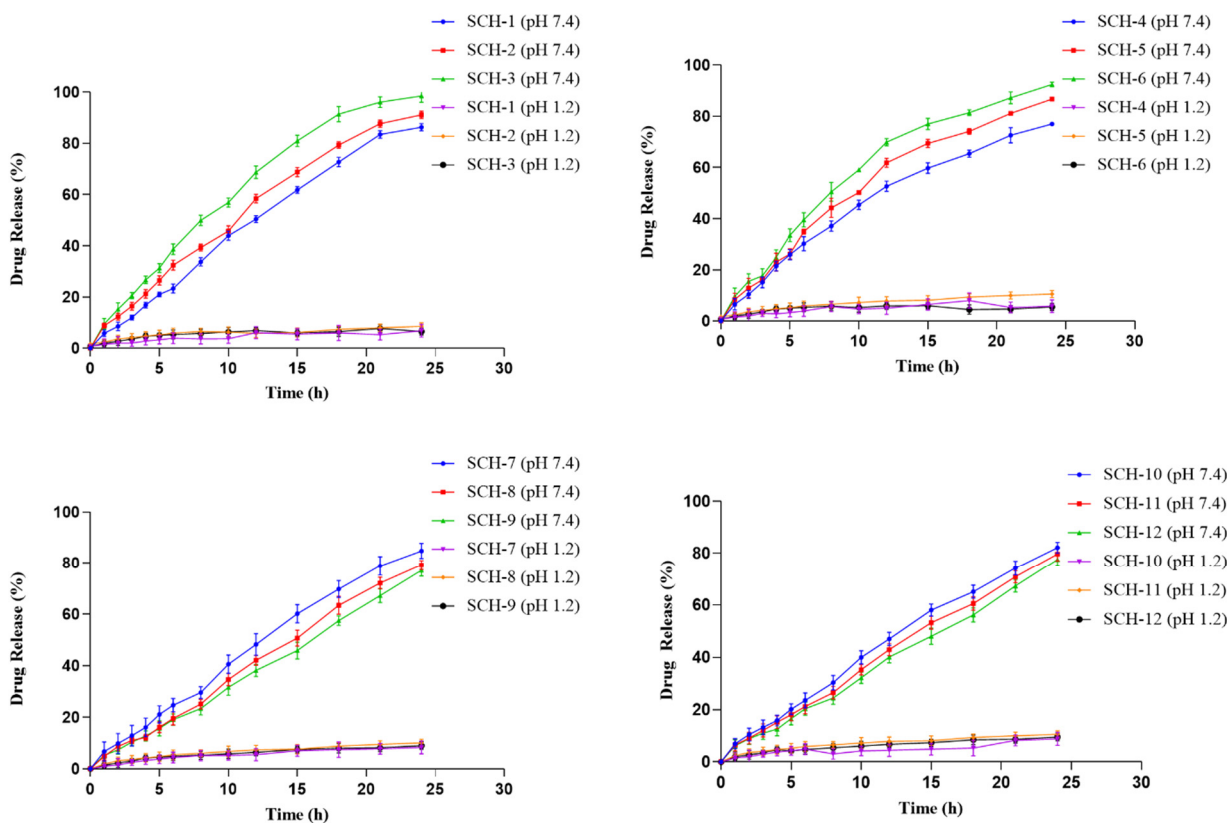 SCH-1 (pH 7.4)
SCH-2 (pH 7.4)
SCH-3 (pH 7.4)
SCH-1 (pH 1.2)
SCH-2 (pH 1.2)
SCH-3 (pH 1.2)
100
80
60
40
20
0
Drug Release (%)
0 5 10 15 20 25 30
Time (h)
SCH-4 (pH 7.4)
SCH-5 (pH 7.4)
SCH-6 (pH 7.4)
SCH-4 (pH 1.2)
SCH-5 (pH 1.2)
SCH-6 (pH 1.2)
100
80
60
40
20
0
Drug Release (%)
0 5 10 15 20 25 30
Time (h)
SCH-7 (pH 7.4)
SCH-8 (pH 7.4)
SCH-9 (pH 7.4)
SCH-7 (pH 1.2)
SCH-8 (pH 1.2)
SCH-9 (pH 1.2)
100
80
60
40
20
0
Drug Release (%)
0 5 10 15 20 25 30
Time (h)
SCH-10 (pH 7.4)
SCH-11 (pH 7.4)
SCH-12 (pH 7.4)
SCH-10 (pH 1.2)
SCH-11 (pH 1.2)
SCH-12 (pH 1.2)
100
80
60
40
20
0
Drug Release (%)
0 5 10 15 20 25 30
Time (h)